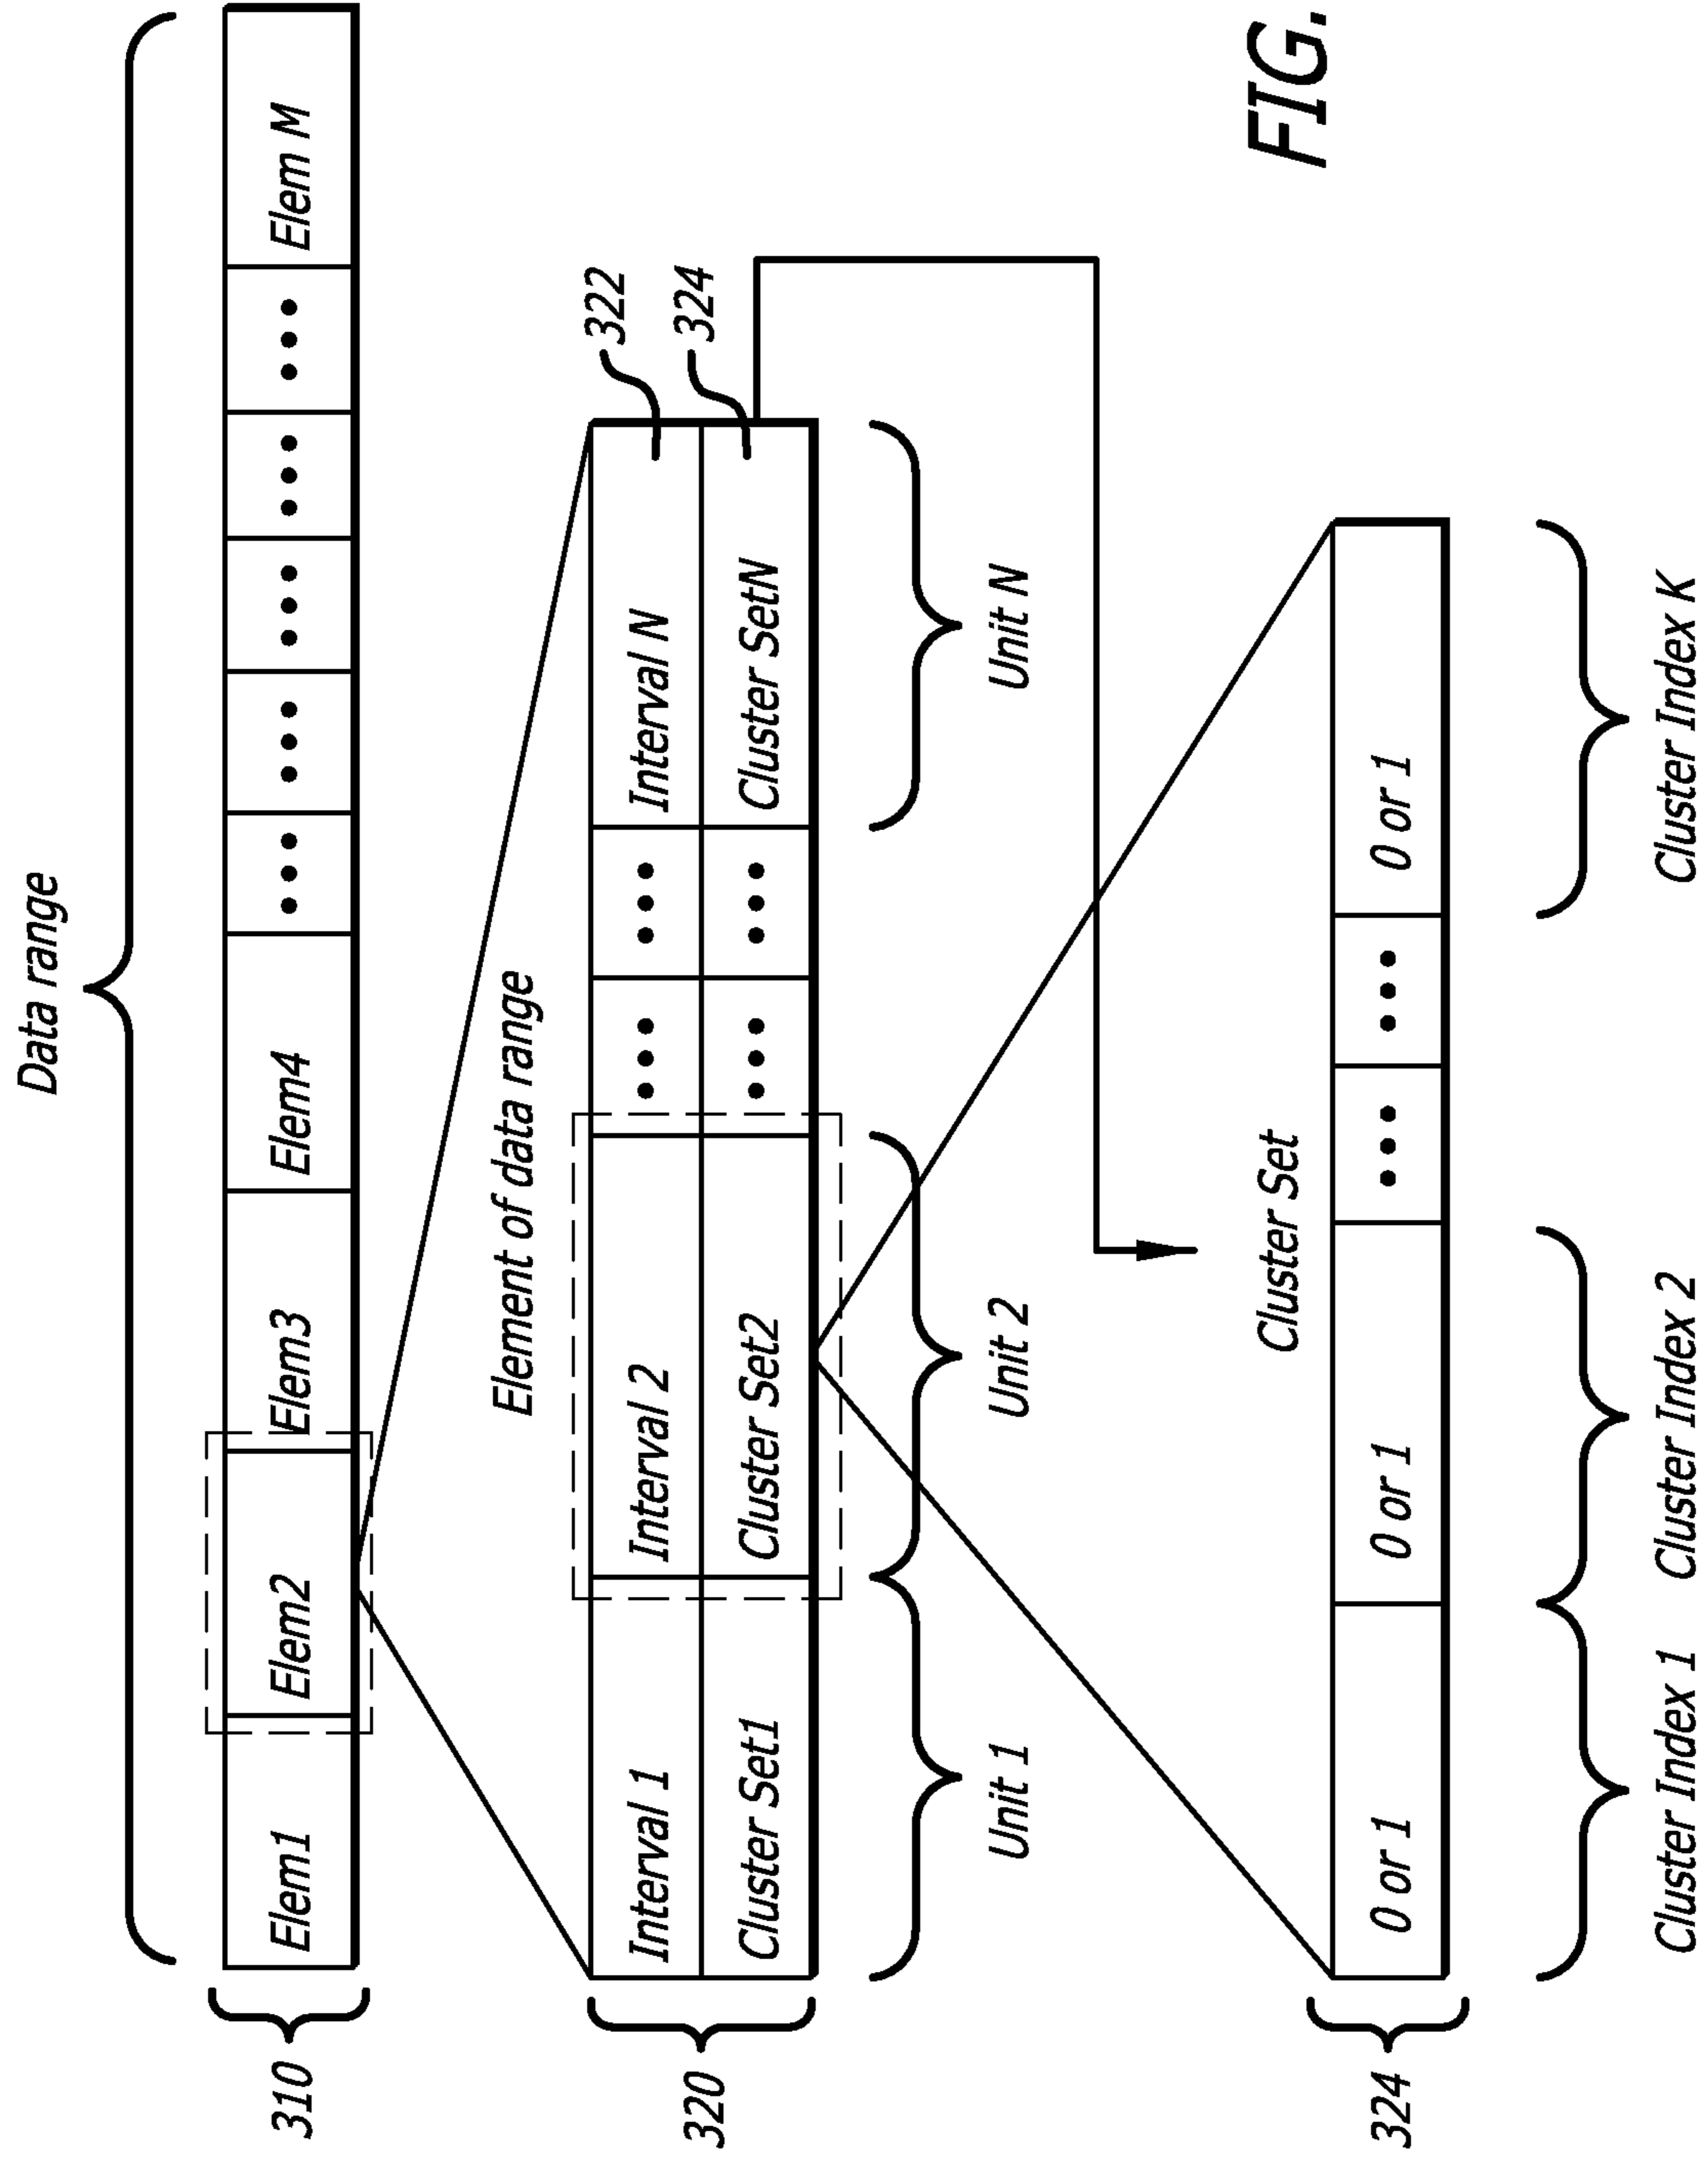 Data range
310
Elem1 Elem2 Elem3 Elem4 ••• ••• ••• ••• ••• Elem M
Element of data range
322
324
320
Interval 1 Interval 2 ••• ••• Interval N
Cluster Set1 Cluster Set2 ••• ••• Cluster SetN
Unit 1 Unit 2 Unit N
Cluster Set
324
0 or 1 0 or 1 ••• ••• 0 or 1
Cluster Index 1 Cluster Index 2 Cluster Index K
FIG.